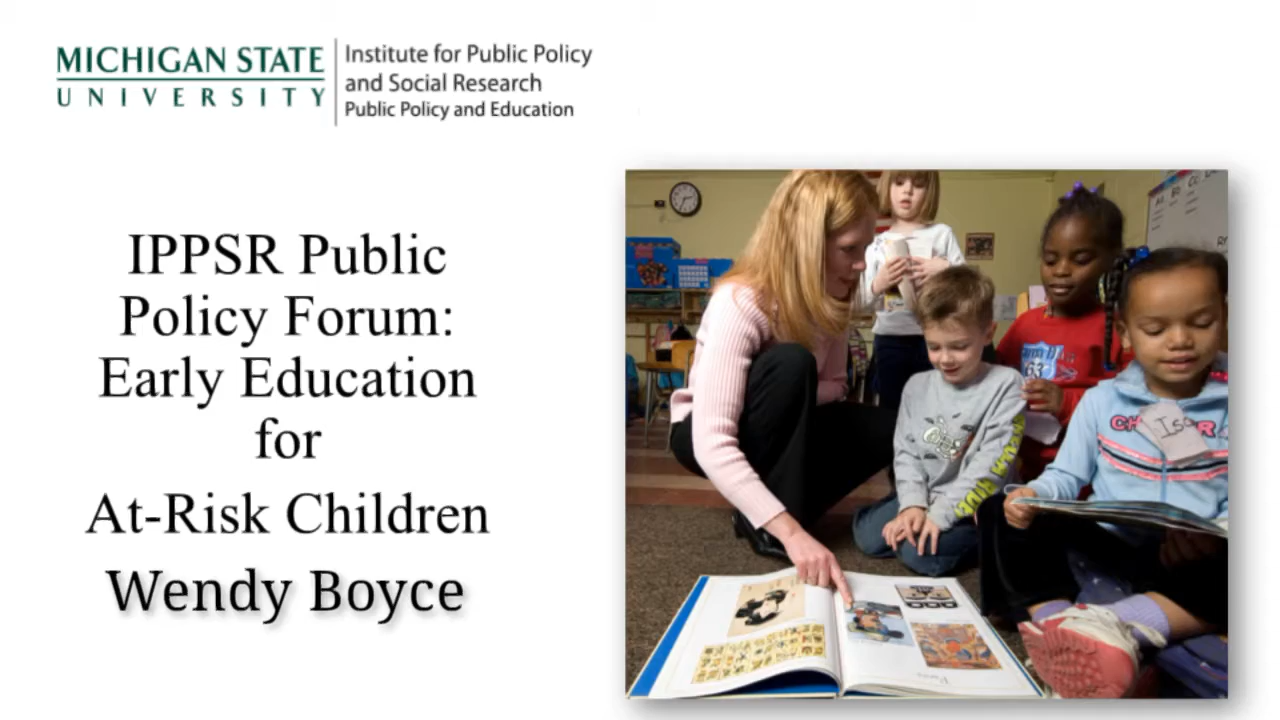 MICHIGAN STATE
UNIVERSITY
Institute for Public Policy
and Social Research
Public Policy and Education
IPPSR Public
Policy Forum:
Early Education
for
At-Risk Children
Wendy Boyce
63